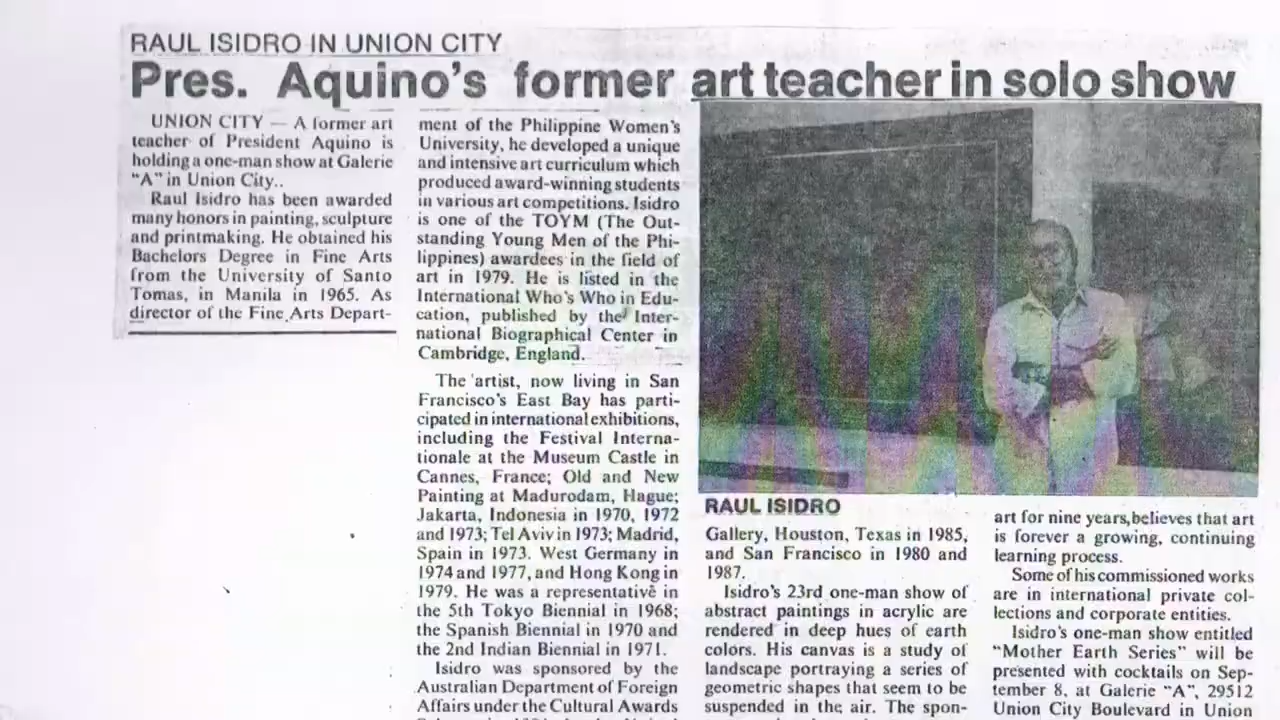 RAUL ISIDRO IN UNION CITY
Pres. Aquino's former art teacher in solo show
UNION CITY — A former art
teacher of President Aquino is
holding a one-man show at Galerie
"A" in Union City..
Raul Isidro has been awarded
many honors in painting, sculpture
and printmaking. He obtained his
Bachelors Degree in Fine Arts
from the University of Santo
Tomas, in Manila in 1965. As
director of the Fine Arts Depart-
ment of the Philippine Women's
University, he developed a unique
and intensive art curriculum which
produced award-winning students
in various art competitions. Isidro
is one of the TOYM (The Out-
standing Young Men of the Phi-
lippines) awardees in the field of
art in 1979. He is listed in the
International Who's Who in Edu-
cation, published by the Inter-
national Biographical Center in
Cambridge, England.
The artist, now living in San
Francisco's East Bay has parti-
cipated in international exhibitions,
including the Festival Interna-
tionale at the Museum Castle in
Cannes, France; Old and New
Painting at Madurodam, Hague;
Jakarta, Indonesia in 1970, 1972
and 1973; Tel Aviv in 1973; Madrid,
Spain in 1973. West Germany in
1974 and 1977, and Hong Kong in
1979. He was a representative in
the 5th Tokyo Biennial in 1968;
the Spanish Biennial in 1970 and
the 2nd Indian Biennial in 1971.
Isidro was sponsored by the
Australian Department of Foreign
Affairs under the Cultural Awards
RAUL ISIDRO
Gallery, Houston, Texas in 1985,
and San Francisco in 1980 and
1987.
Isidro's 23rd one-man show of
abstract paintings in acrylic are
rendered in deep hues of earth
colors. His canvas is a study of
landscape portraying a series of
geometric shapes that seem to be
suspended in the air. The spon-
art for nine years, believes that art
is forever a growing, continuing
learning process.
Some of his commissioned works
are in international private col-
lections and corporate entities.
Isidro's one-man show entitled
"Mother Earth Series" will be
presented with cocktails on Sep-
tember 8, at Galerie "A", 29512
Union City Boulevard in Union